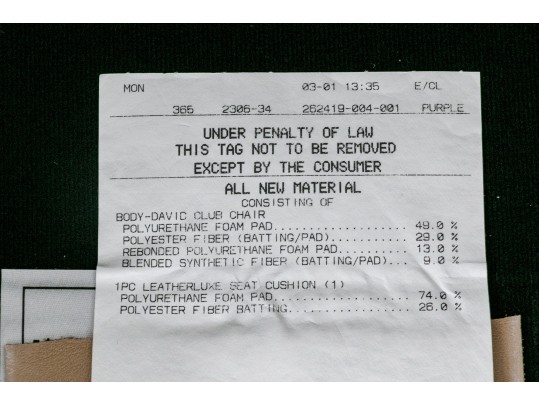 MON 03-01 13:35 E/CL
365 2306-34 262419-004-001 PURPLE
UNDER PENALTY OF LAW
THIS TAG NOT TO BE REMOVED
EXCEPT BY THE CONSUMER
ALL NEW MATERIAL
CONSISTING OF
BODY-DAVID CLUB CHAIR
POLYURETHANE FOAM PAD.................... 49.0 %
POLYESTER FIBER (BATTING/PAD)........... 29.0 %
REBONDED POLYURETHANE FOAM PAD.......... 13.0 %
BLENDED SYNTHETIC FIBER (BATTING/PAD)... 9.0 %
1PC LEATHERLUXE SEAT CUSHION (1)
POLYURETHANE FOAM PAD.................... 74.0 %
POLYESTER FIBER BATTING.................. 26.0 %